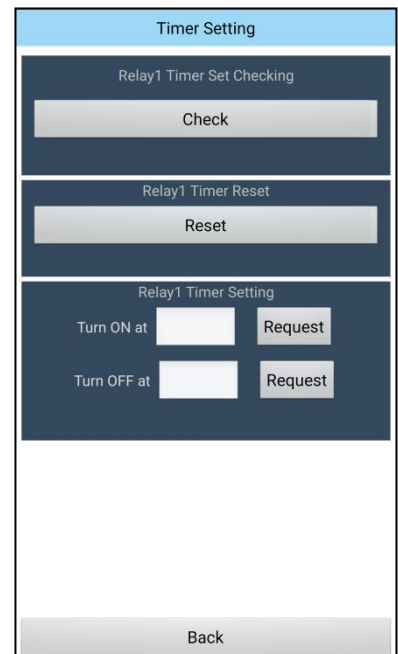 Timer Setting
Relay1 Timer Set Checking
Check
Relay1 Timer Reset
Reset
Relay1 Timer Setting
Turn ON at Request
Turn OFF at Request
Back